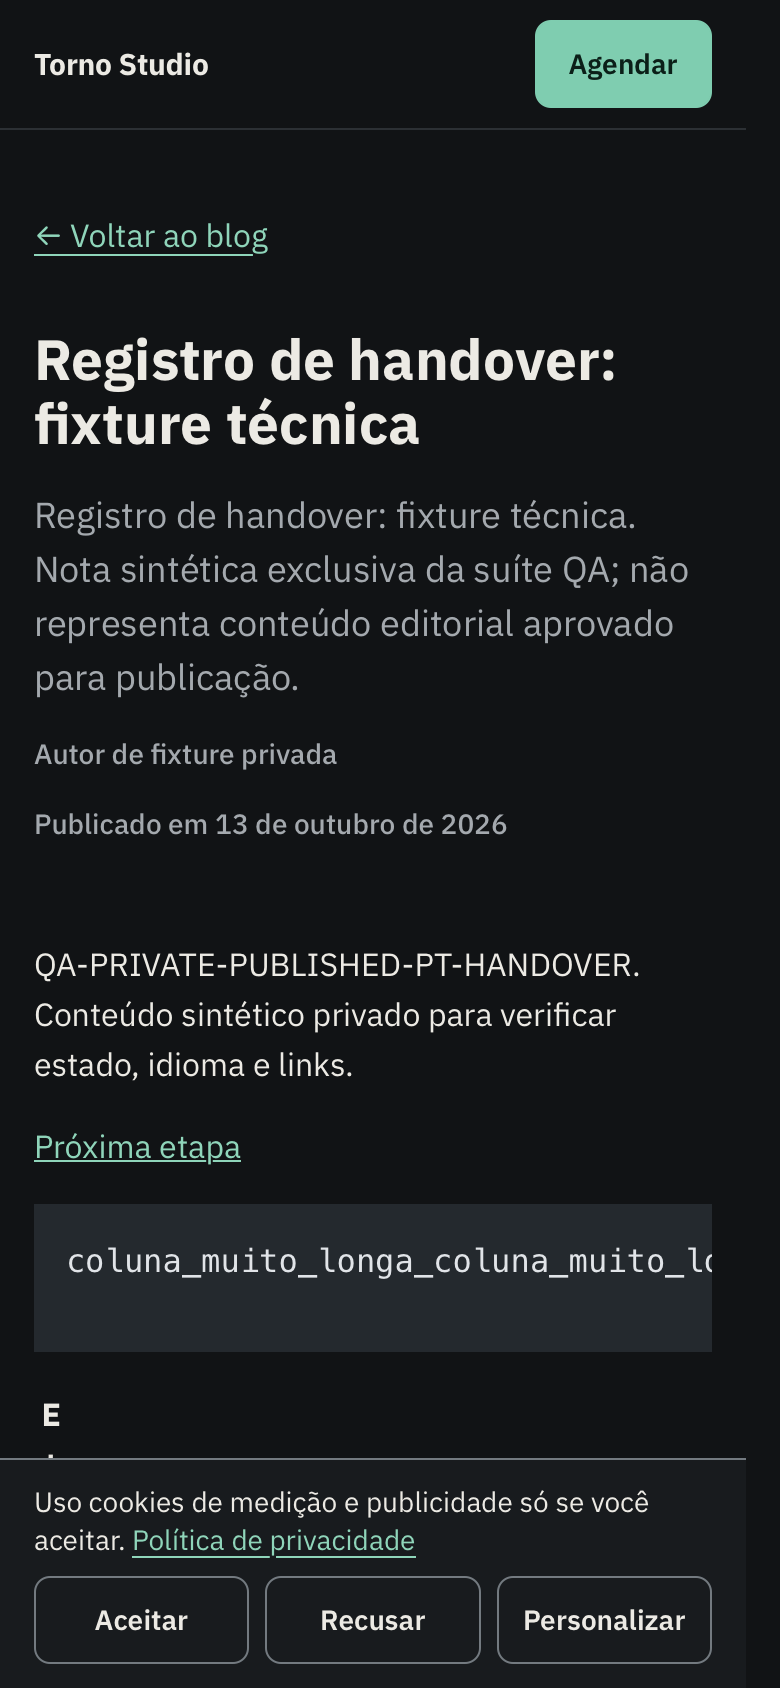 Torno Studio
Agendar
← Voltar ao blog
Registro de handover:
fixture técnica
Registro de handover: fixture técnica.
Nota sintética exclusiva da suíte QA; não
representa conteúdo editorial aprovado
para publicação.
Autor de fixture privada
Publicado em 13 de outubro de 2026
QA-PRIVATE-PUBLISHED-PT-HANDOVER.
Conteúdo sintético privado para verificar
estado, idioma e links.
Próxima etapa
coluna_muito_longa_coluna_muito_lo
E
Uso cookies de medição e publicidade só se você
aceitar. Política de privacidade
Aceitar
Recusar
Personalizar